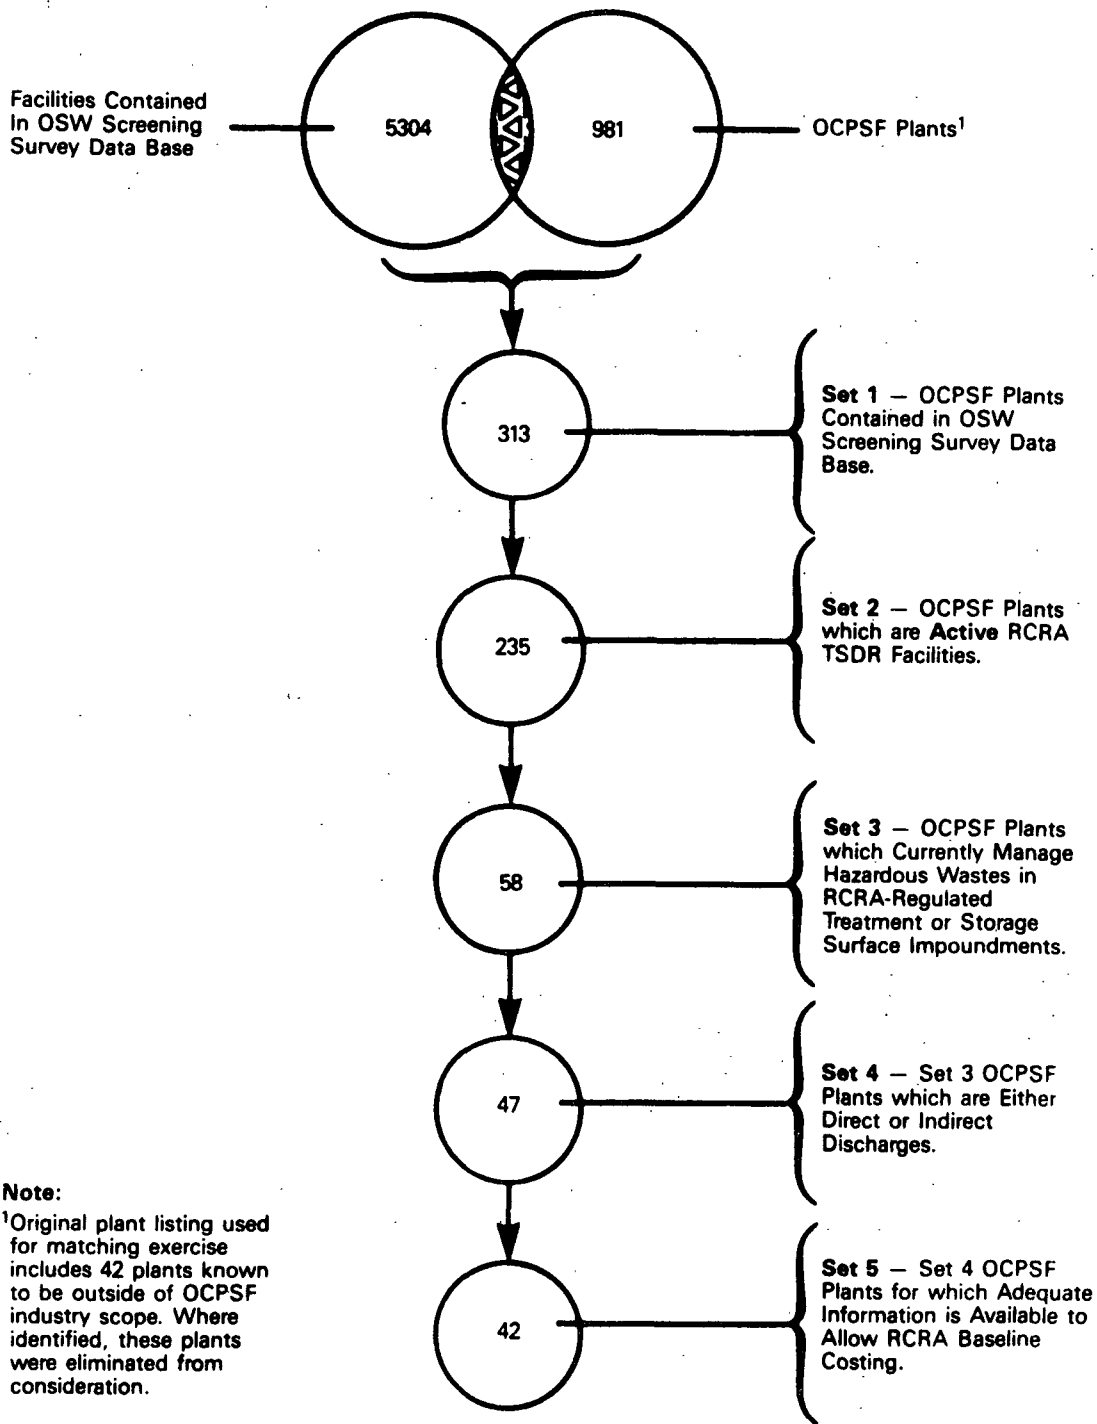 Facilities Contained
In OSW Screening
Survey Data Base
5304
981
OCPSF Plants¹
313
Set 1 — OCPSF Plants
Contained in OSW
Screening Survey Data
Base.
235
Set 2 — OCPSF Plants
which are Active RCRA
TSDR Facilities.
58
Set 3 — OCPSF Plants
which Currently Manage
Hazardous Wastes in
RCRA-Regulated
Treatment or Storage
Surface Impoundments.
47
Set 4 — Set 3 OCPSF
Plants which are Either
Direct or Indirect
Discharges.
42
Set 5 — Set 4 OCPSF
Plants for which Adequate
Information is Available to
Allow RCRA Baseline
Costing.
Note:
¹Original plant listing used
for matching exercise
includes 42 plants known
to be outside of OCPSF
industry scope. Where
identified, these plants
were eliminated from
consideration.